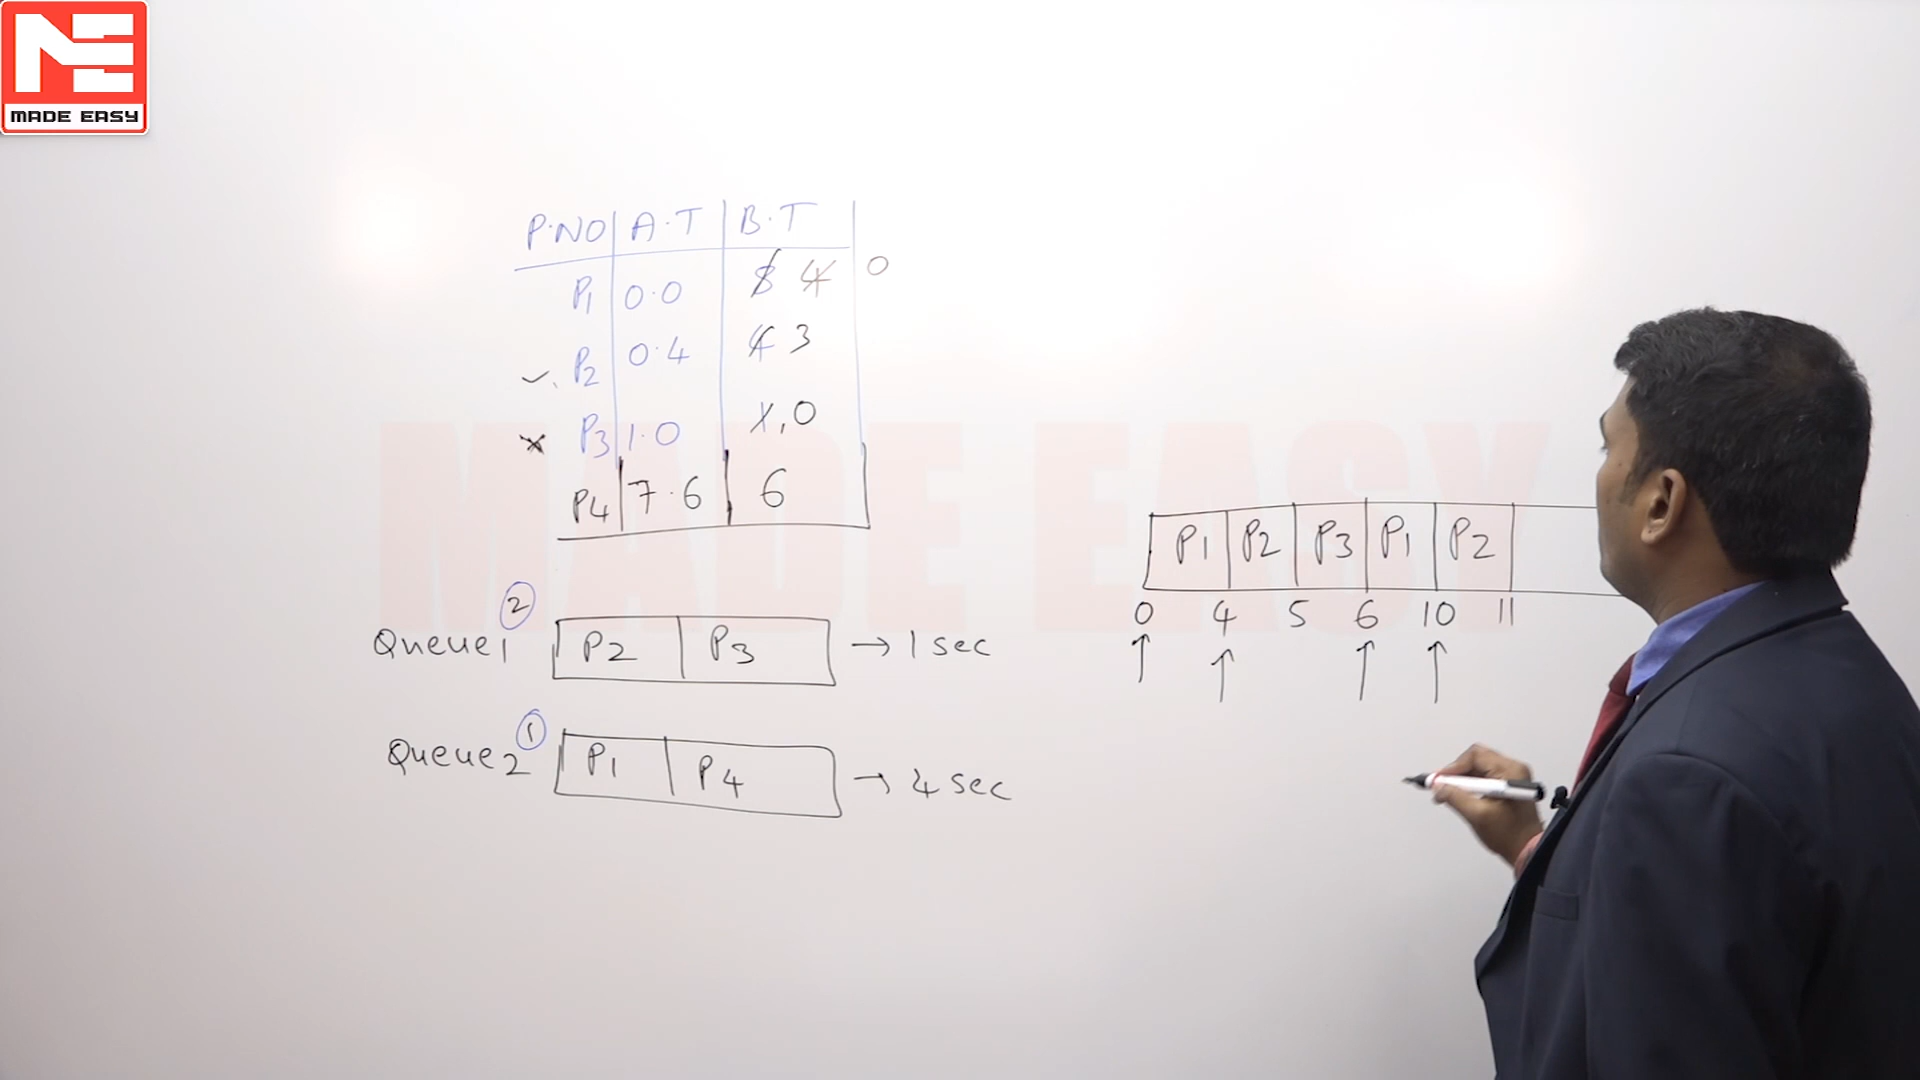 MADE EASY
P.NO A.T B.T
P1 0.0 8 4 0
P2 0.4 4 3
P3 1.0 1, 0
P4 7.6 6
MADE EASY
P1 P2 P3 P1 P2
0 4 5 6 10 11
2
Queue1 P2 P3 → 1 sec
1
Queue2 P1 P4 → 4 sec